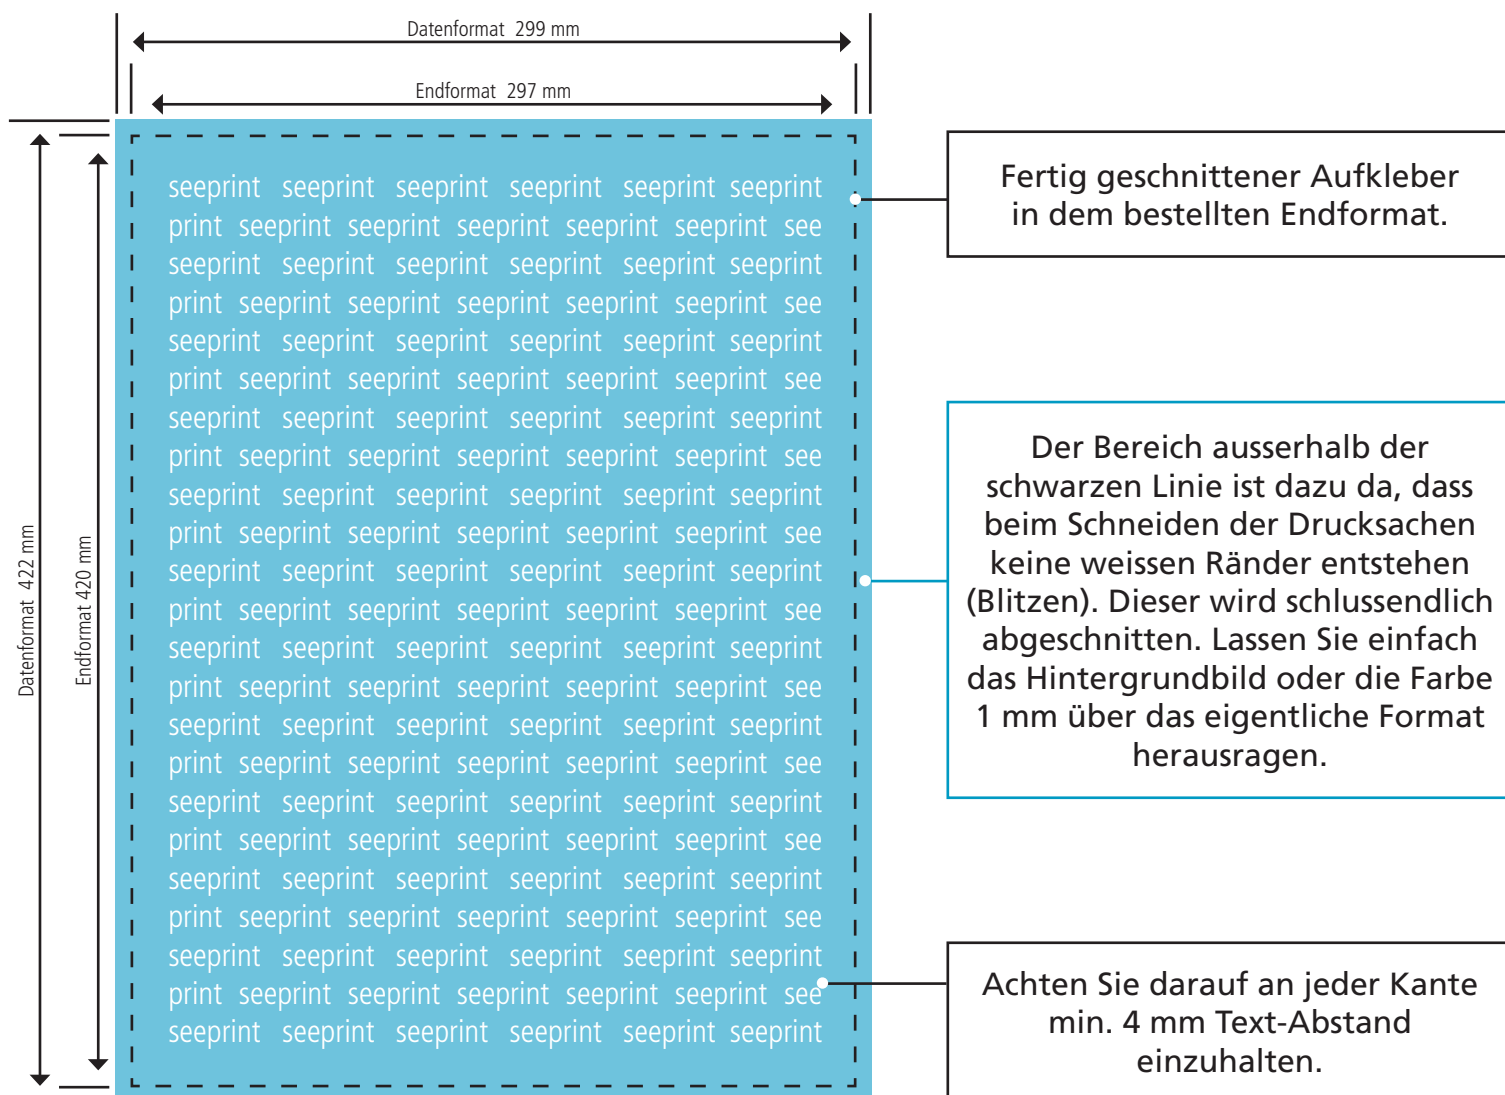 Datenformat 299 mm
Endformat 297 mm
Datenformat 422 mm
Endformat 420 mm
seeprint seeprint seeprint seeprint seeprint seeprint
print seeprint seeprint seeprint seeprint seeprint see
seeprint seeprint seeprint seeprint seeprint seeprint
print seeprint seeprint seeprint seeprint seeprint see
seeprint seeprint seeprint seeprint seeprint seeprint
print seeprint seeprint seeprint seeprint seeprint see
seeprint seeprint seeprint seeprint seeprint seeprint
print seeprint seeprint seeprint seeprint seeprint see
seeprint seeprint seeprint seeprint seeprint seeprint
print seeprint seeprint seeprint seeprint seeprint see
seeprint seeprint seeprint seeprint seeprint seeprint
print seeprint seeprint seeprint seeprint seeprint see
seeprint seeprint seeprint seeprint seeprint seeprint
print seeprint seeprint seeprint seeprint seeprint see
seeprint seeprint seeprint seeprint seeprint seeprint
print seeprint seeprint seeprint seeprint seeprint see
seeprint seeprint seeprint seeprint seeprint seeprint
print seeprint seeprint seeprint seeprint seeprint see
seeprint seeprint seeprint seeprint seeprint seeprint
print seeprint seeprint seeprint seeprint seeprint see
seeprint seeprint seeprint seeprint seeprint seeprint
print seeprint seeprint seeprint seeprint seeprint see
seeprint seeprint seeprint seeprint seeprint seeprint
Fertig geschnittener Aufkleber
in dem bestellten Endformat.
Der Bereich ausserhalb der
schwarzen Linie ist dazu da, dass
beim Schneiden der Drucksachen
keine weissen Ränder entstehen
(Blitzen). Dieser wird schlussendlich
abgeschnitten. Lassen Sie einfach
das Hintergrundbild oder die Farbe
1 mm über das eigentliche Format
herausragen.
Achten Sie darauf an jeder Kante
min. 4 mm Text-Abstand
einzuhalten.